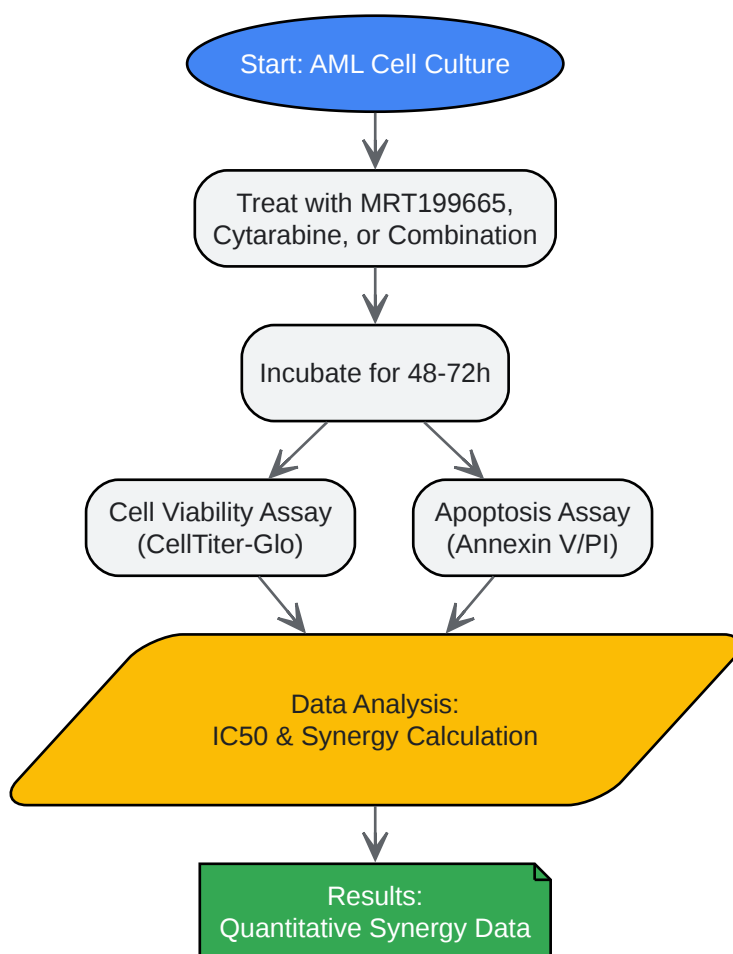 Start: AML Cell Culture
Treat with MRT199665,
Cytarabine, or Combination
Incubate for 48-72h
Cell Viability Assay
(CellTiter-Glo)
Apoptosis Assay
(Annexin V/PI)
Data Analysis:
IC50 & Synergy Calculation
Results:
Quantitative Synergy Data